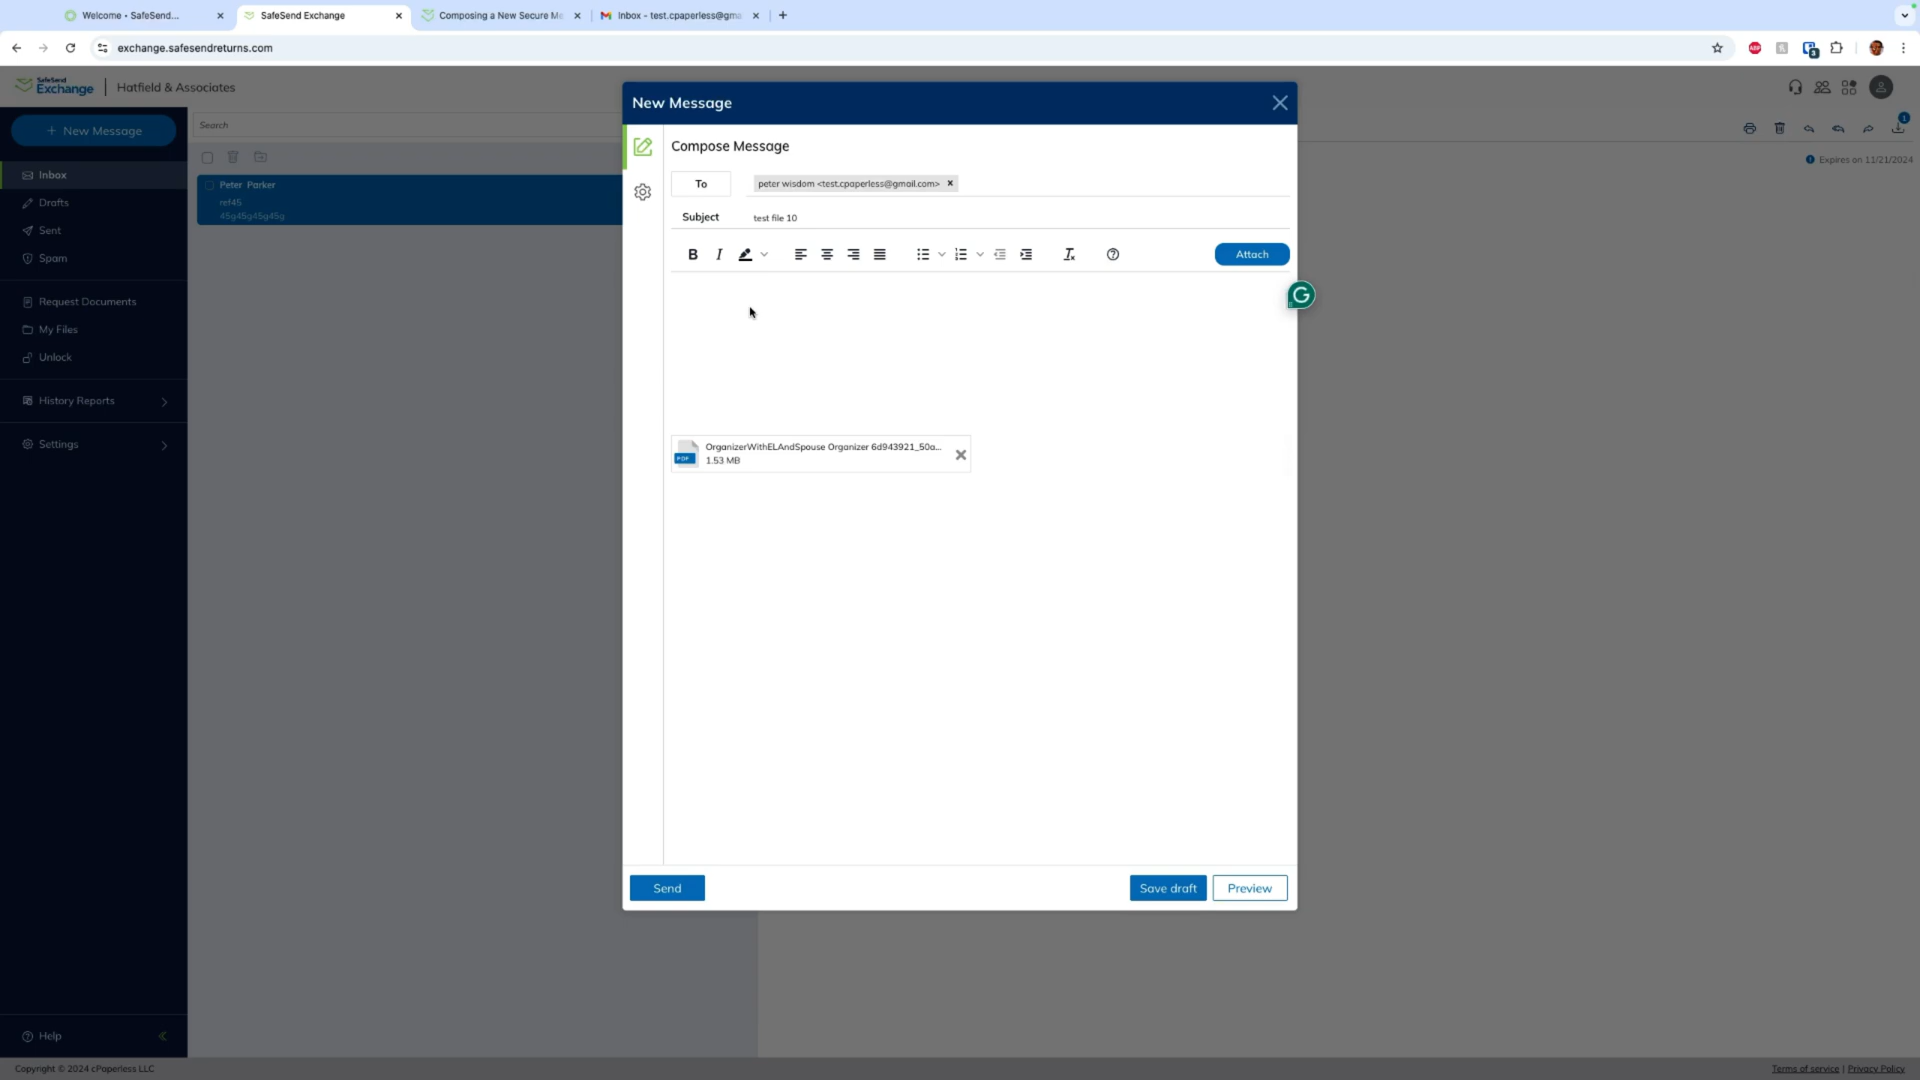 Welcome • SafeSend...
SafeSend Exchange
Composing a New Secure Me
Inbox - test.cpaperless@gma
exchange.safesendreturns.com
SafeSend
Exchange
Hatfield & Associates
New Message
Inbox
Drafts
Sent
Spam
Request Documents
My Files
Unlock
History Reports
Settings
Help
Search
Peter Parker
ref45
45g45g45g45g
New Message
Compose Message
To
peter wisdom <test.cpaperless@gmail.com>
Subject
test file 10
B
I
Attach
G
PDF
OrganizerWithELAndSpouse Organizer 6d943921_50a...
1.53 MB
Send
Save draft
Preview
1
Expires on 11/21/2024
Copyright © 2024 cPaperless LLC
Terms of service | Privacy Policy